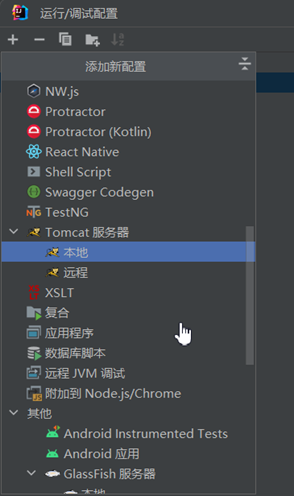 运行/调试配置
添加新配置
NW.js
Protractor
Protractor (Kotlin)
React Native
Shell Script
Swagger Codegen
TestNG
Tomcat 服务器
本地
远程
XSLT
复合
应用程序
数据库脚本
远程 JVM 调试
附加到 Node.js/Chrome
其他
Android Instrumented Tests
Android 应用
GlassFish 服务器
本地